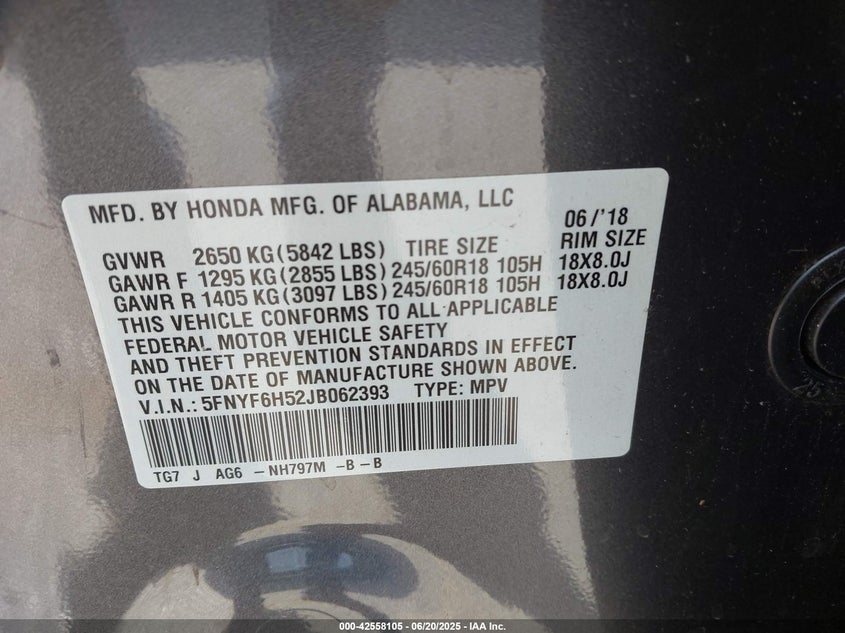 MFD. BY HONDA MFG. OF ALABAMA, LLC 06/'18
GVWR 2650 KG(5842 LBS) TIRE SIZE RIM SIZE
GAWR F 1295 KG(2855 LBS) 245/60R18 105H 18X8.0J
GAWR R 1405 KG(3097 LBS) 245/60R18 105H 18X8.0J
THIS VEHICLE CONFORMS TO ALL APPLICABLE
FEDERAL MOTOR VEHICLE SAFETY
AND THEFT PREVENTION STANDARDS IN EFFECT
ON THE DATE OF MANUFACTURE SHOWN ABOVE.
V.I.N.: 5FNYF6H52JB062393 TYPE: MPV
TG7 J AG6 -NH797M -B-B
25
000-42558105 - 06/20/2025 - IAA Inc.